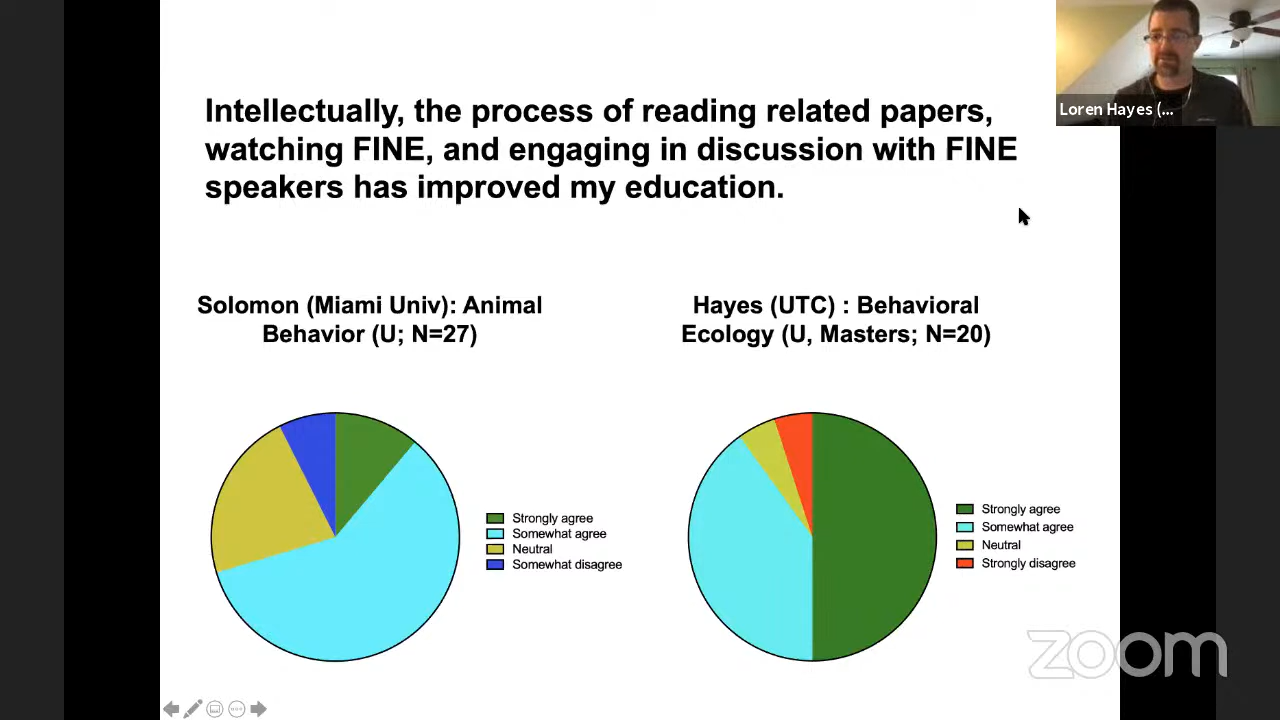 Loren Hayes (...
Intellectually, the process of reading related papers,
watching FINE, and engaging in discussion with FINE
speakers has improved my education.
Solomon (Miami Univ): Animal
Behavior (U; N=27)
Hayes (UTC) : Behavioral
Ecology (U, Masters; N=20)
Strongly agree
Somewhat agree
Neutral
Somewhat disagree
Strongly agree
Somewhat agree
Neutral
Strongly disagree
zoom